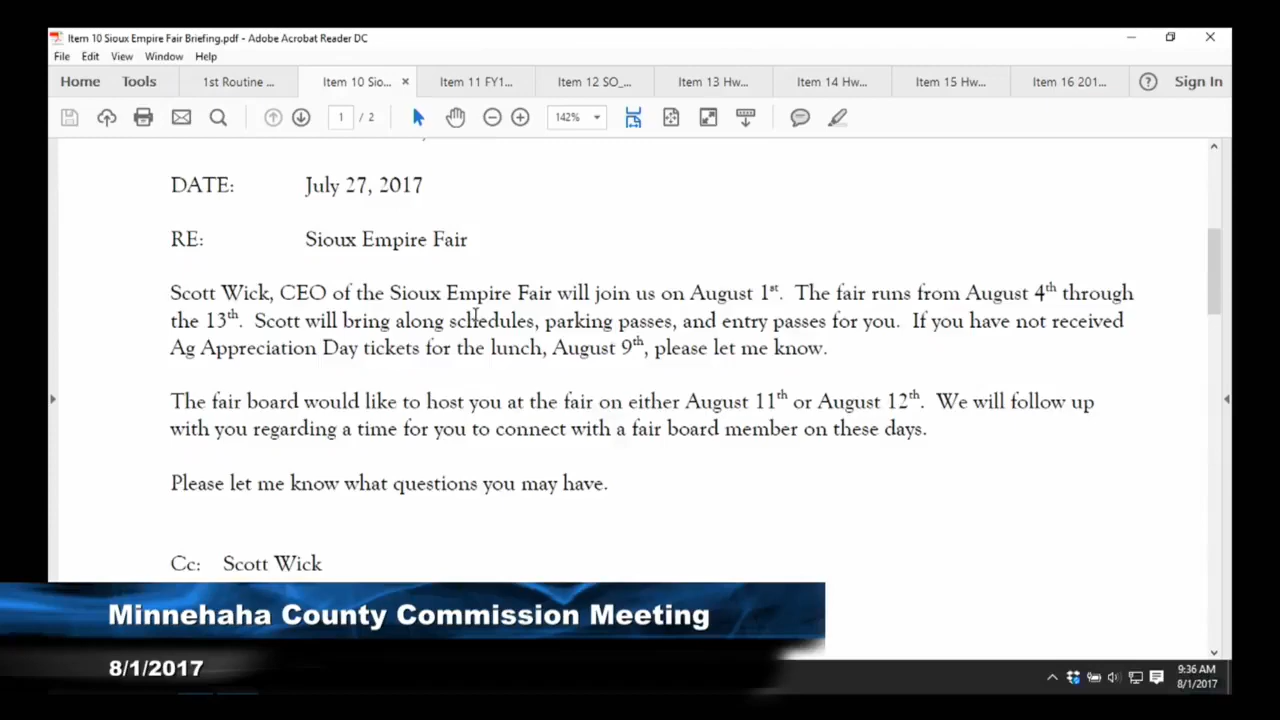 Item 10 Sioux Empire Fair Briefing.pdf - Adobe Acrobat Reader DC
File Edit View Window Help
Home Tools 1st Routine ... Item 10 Sio... × Item 11 FY1... Item 12 SO_... Item 13 Hw... Item 14 Hw... Item 15 Hw... Item 16 201... Sign In
1 / 2 142%
DATE: July 27, 2017
RE: Sioux Empire Fair
Scott Wick, CEO of the Sioux Empire Fair will join us on August 1st. The fair runs from August 4th through
the 13th. Scott will bring along schedules, parking passes, and entry passes for you. If you have not received
Ag Appreciation Day tickets for the lunch, August 9th, please let me know.
The fair board would like to host you at the fair on either August 11th or August 12th. We will follow up
with you regarding a time for you to connect with a fair board member on these days.
Please let me know what questions you may have.
Cc: Scott Wick
Minnehaha County Commission Meeting
8/1/2017
9:36 AM
8/1/2017